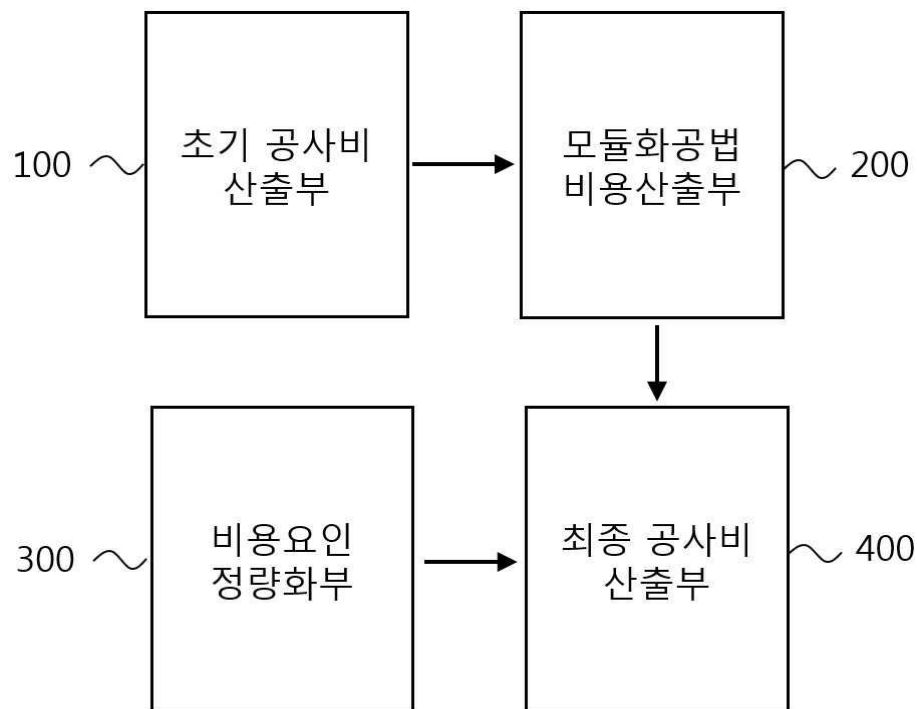 100
초기 공사비
산출부
모듈화공법
비용산출부
200
300
비용요인
정량화부
최종 공사비
산출부
400